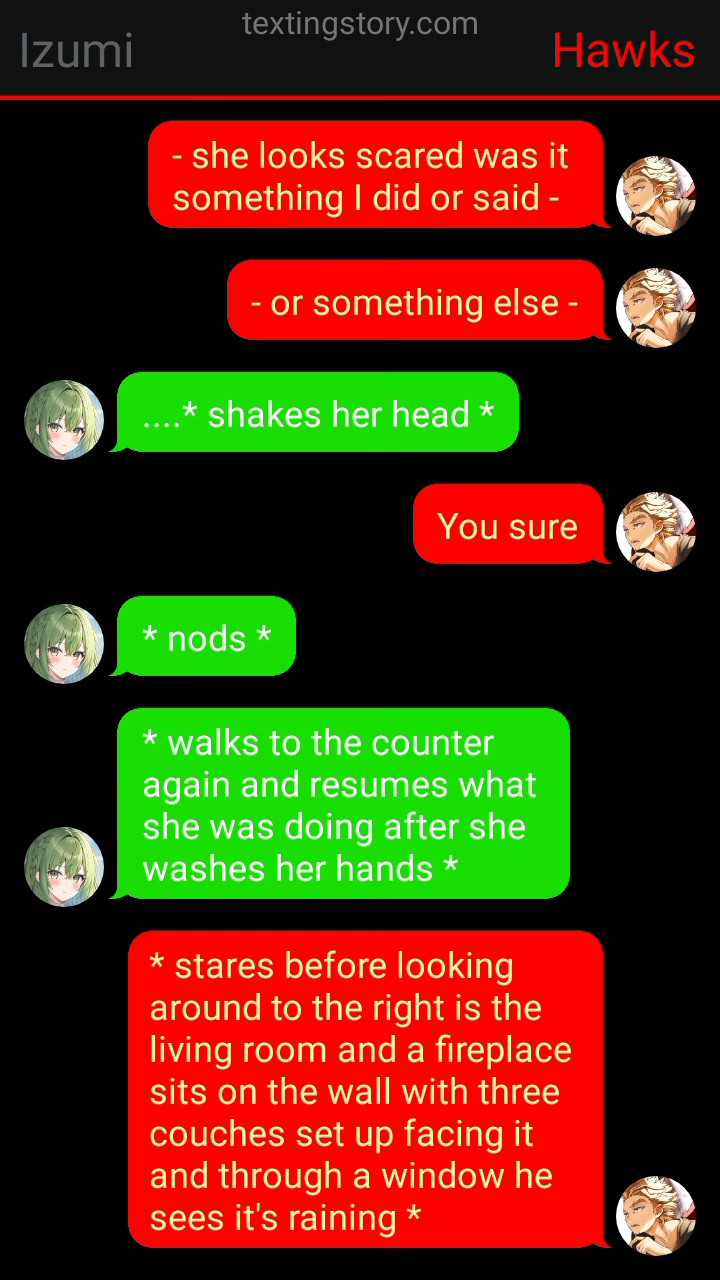 textingstory.com
Izumi
Hawks
- she looks scared was it
something I did or said -
- or something else -
....* shakes her head *
You sure
* nods *
* walks to the counter
again and resumes what
she was doing after she
washes her hands *
* stares before looking
around to the right is the
living room and a fireplace
sits on the wall with three
couches set up facing it
and through a window he
sees it's raining *